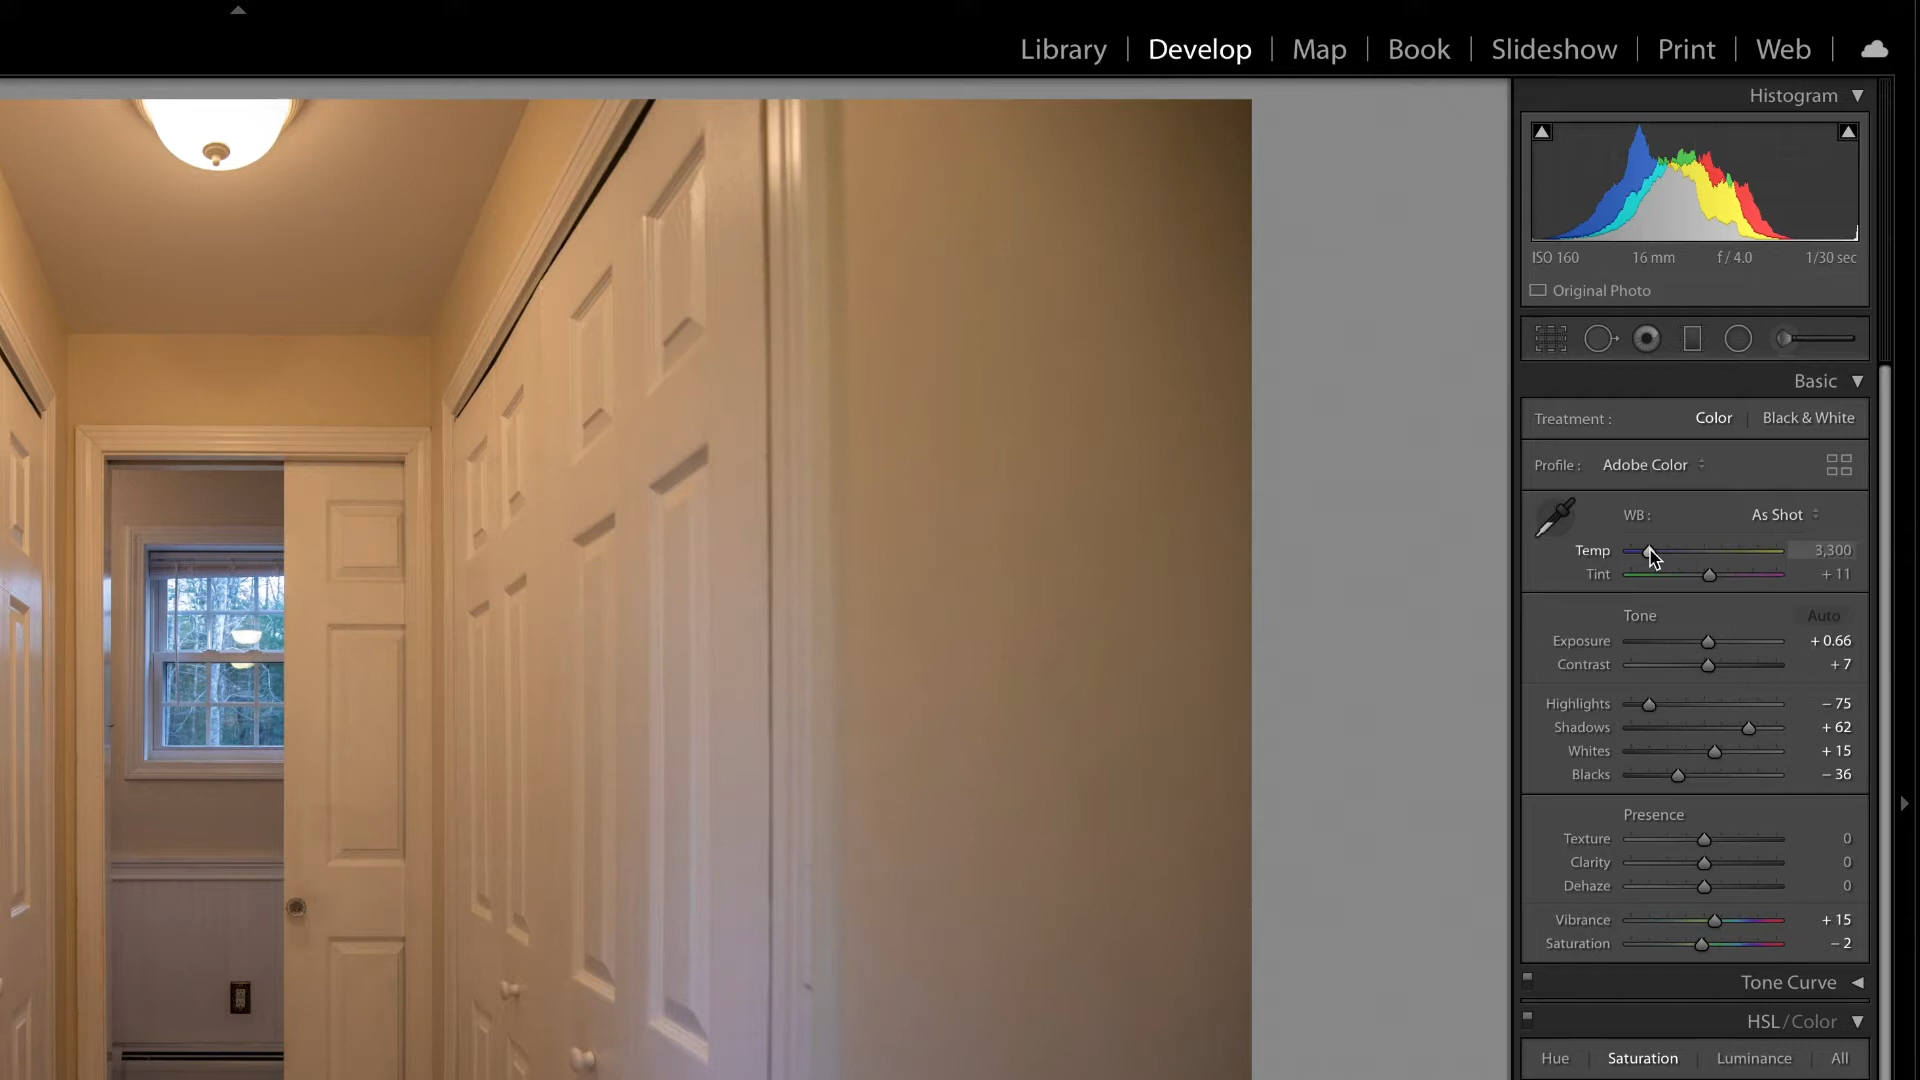 Library | Develop | Map | Book | Slideshow | Print | Web |
Histogram
ISO 160 16 mm f / 4.0 1/30 sec
Original Photo
Basic
Treatment : Color | Black & White
Profile : Adobe Color
WB : As Shot
Temp 3,300
Tint + 11
Tone Auto
Exposure + 0.66
Contrast + 7
Highlights − 75
Shadows + 62
Whites + 15
Blacks − 36
Presence
Texture 0
Clarity 0
Dehaze 0
Vibrance + 15
Saturation − 2
Tone Curve
HSL / Color
Hue | Saturation | Luminance | All